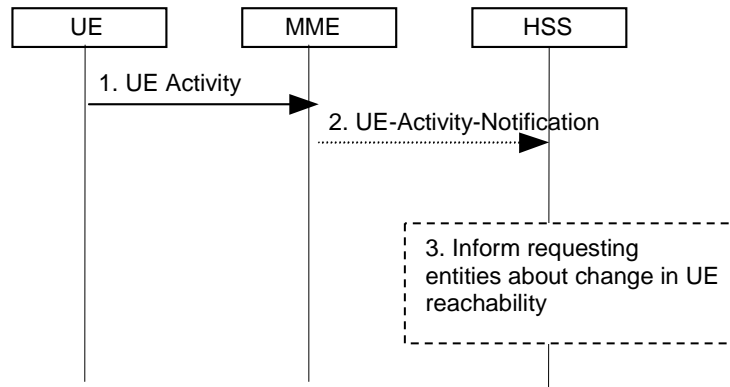 UE
MME
HSS
1. UE Activity
2. UE-Activity-Notification
3. Inform requesting
entities about change in UE
reachability